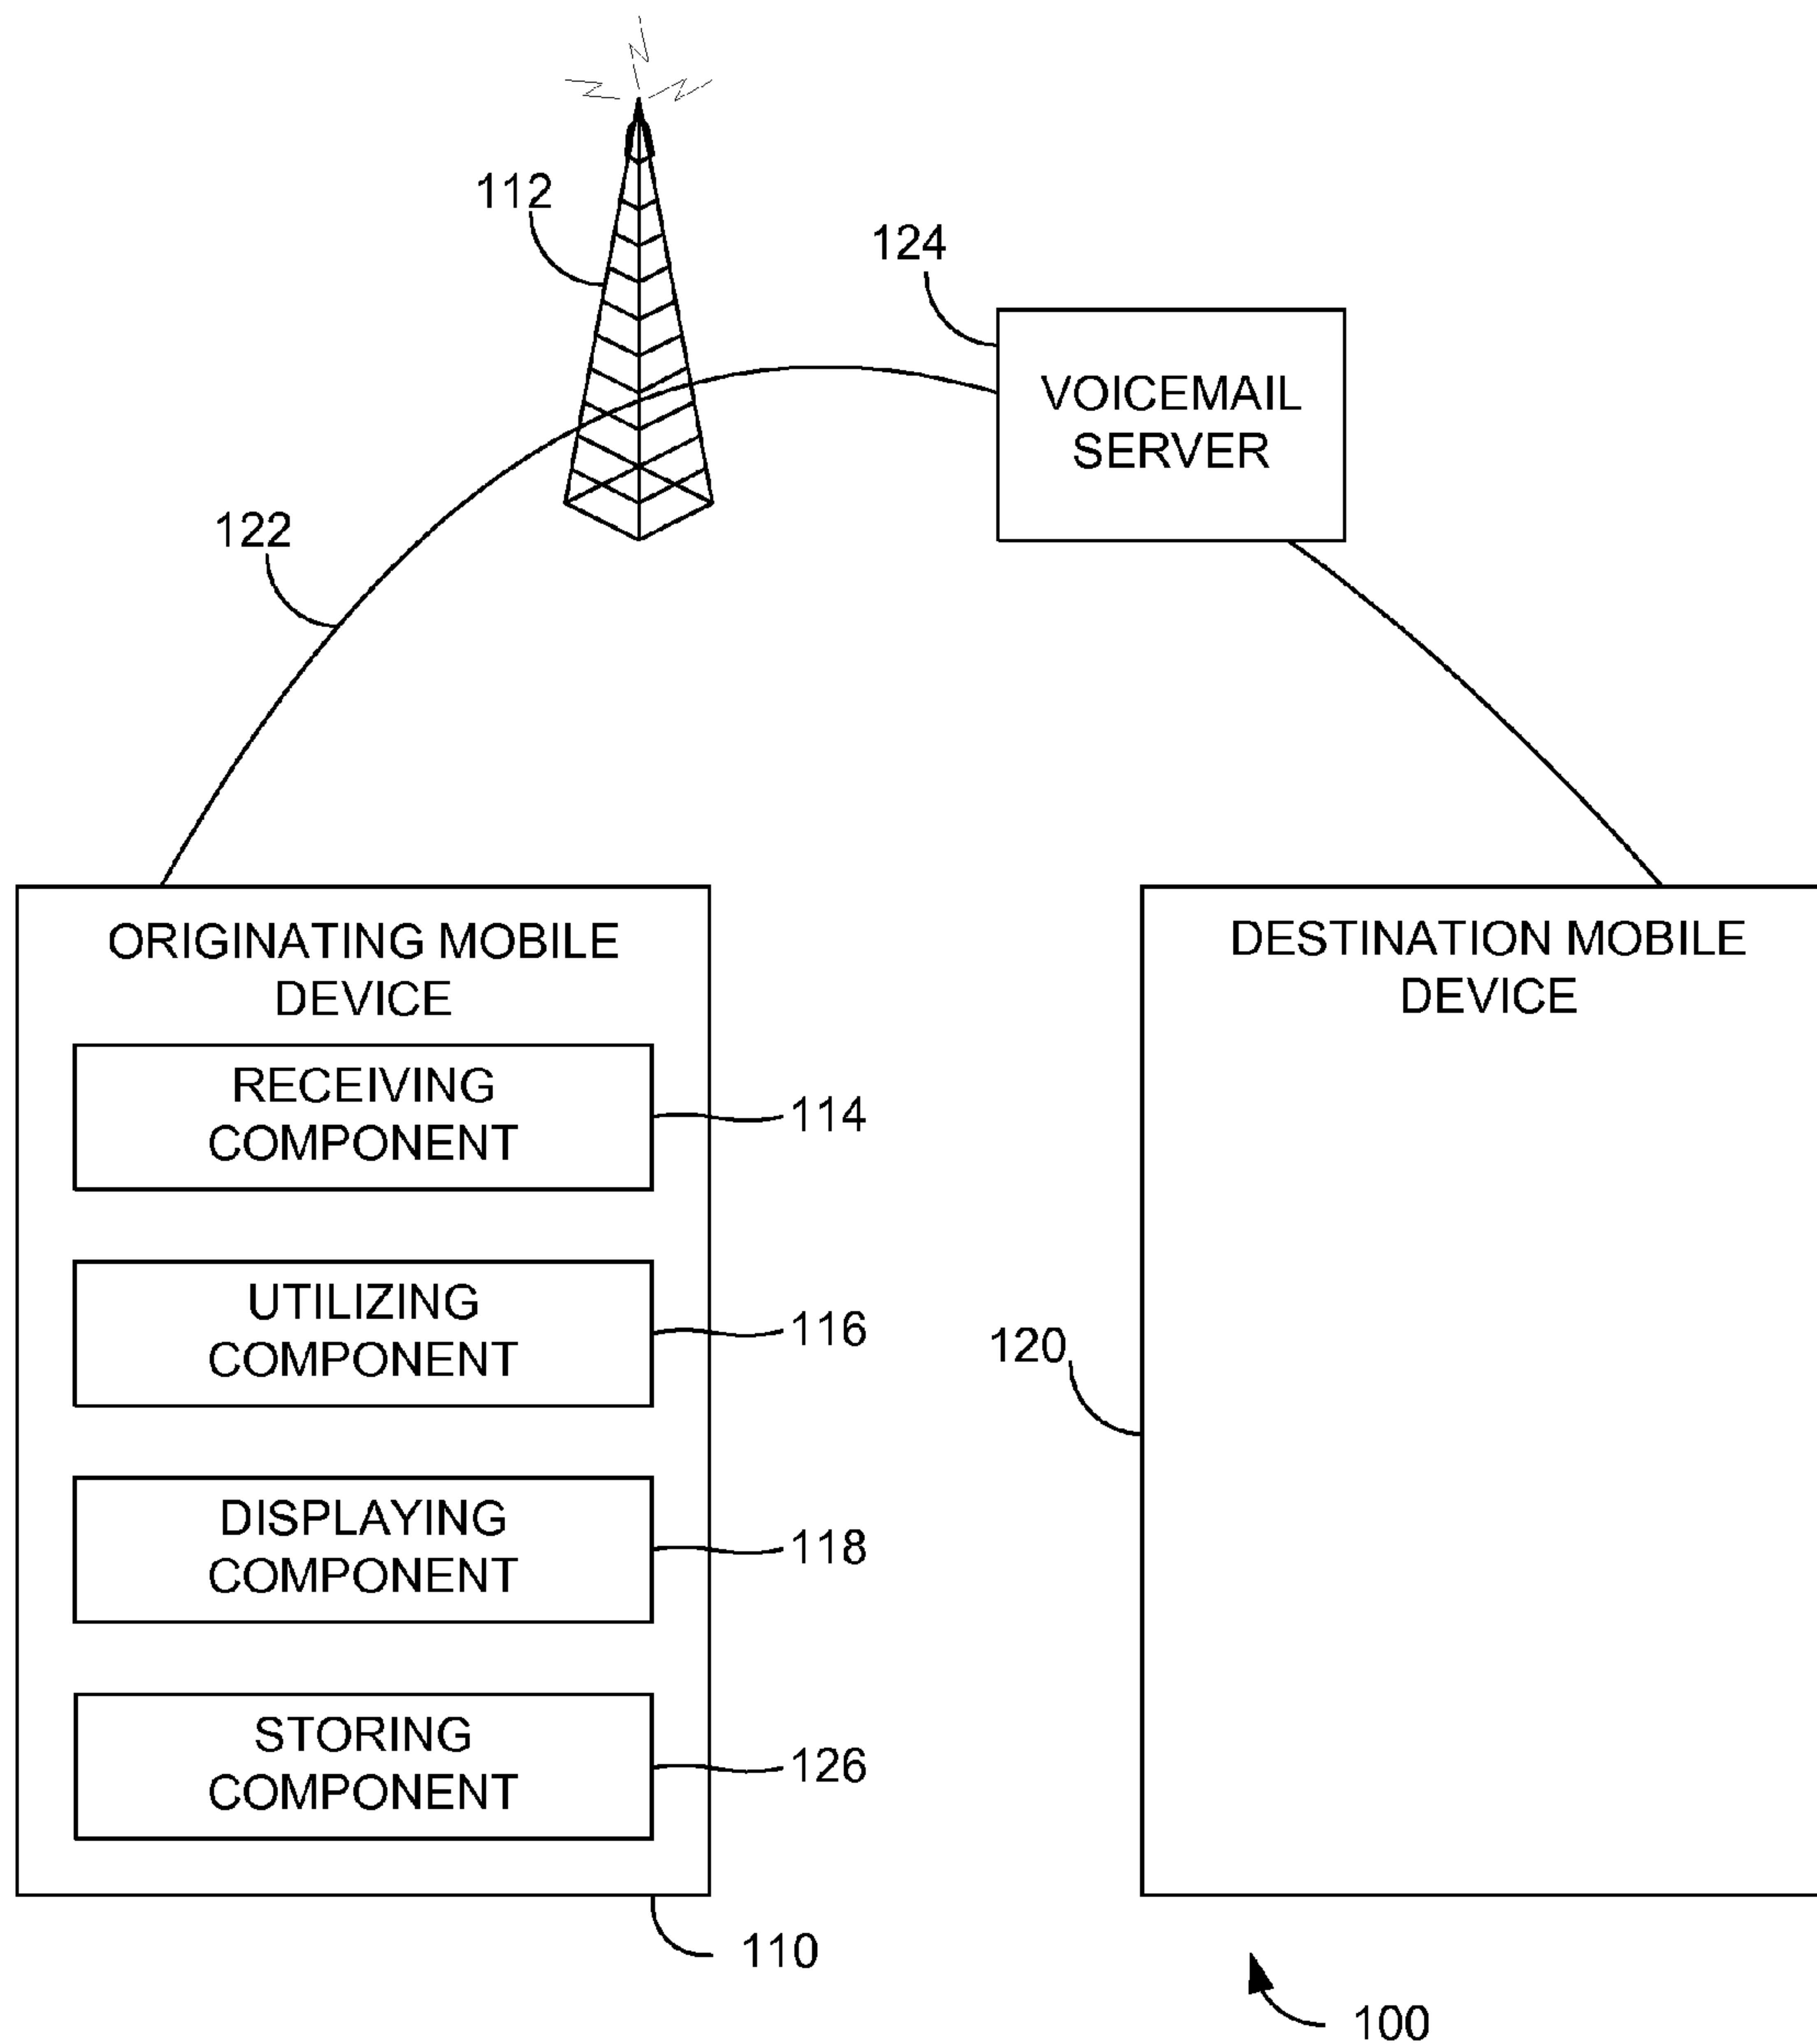 112
124
VOICEMAIL
SERVER
122
ORIGINATING MOBILE
DEVICE
DESTINATION MOBILE
DEVICE
RECEIVING
COMPONENT
114
UTILIZING
COMPONENT
116
120
DISPLAYING
COMPONENT
118
STORING
COMPONENT
126
110
100